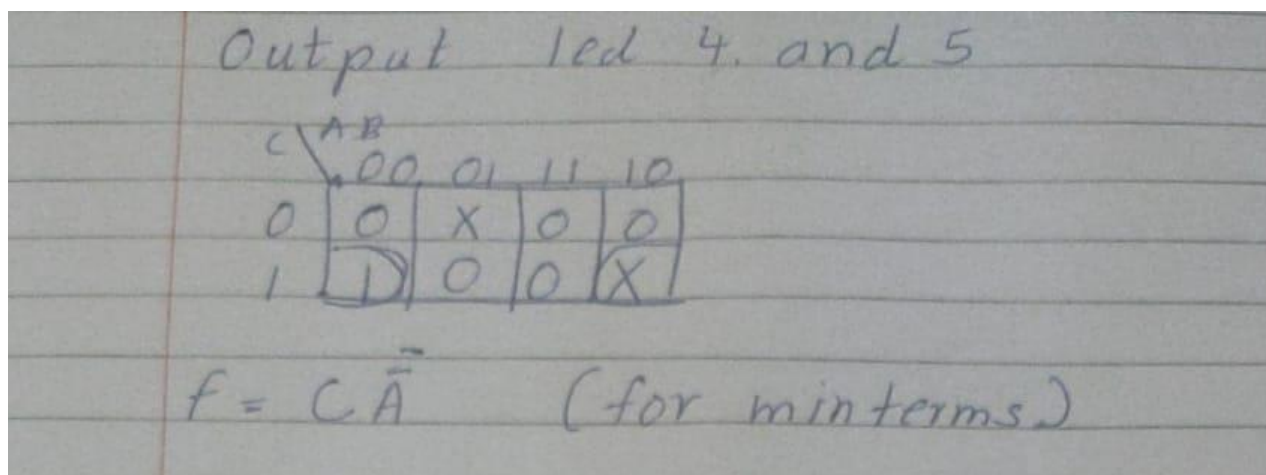 Output led 4. and 5
C \ AB
00 01 11 10
0 0 X 0 0
1 1 0 0 X
f = C Ā (for minterms)